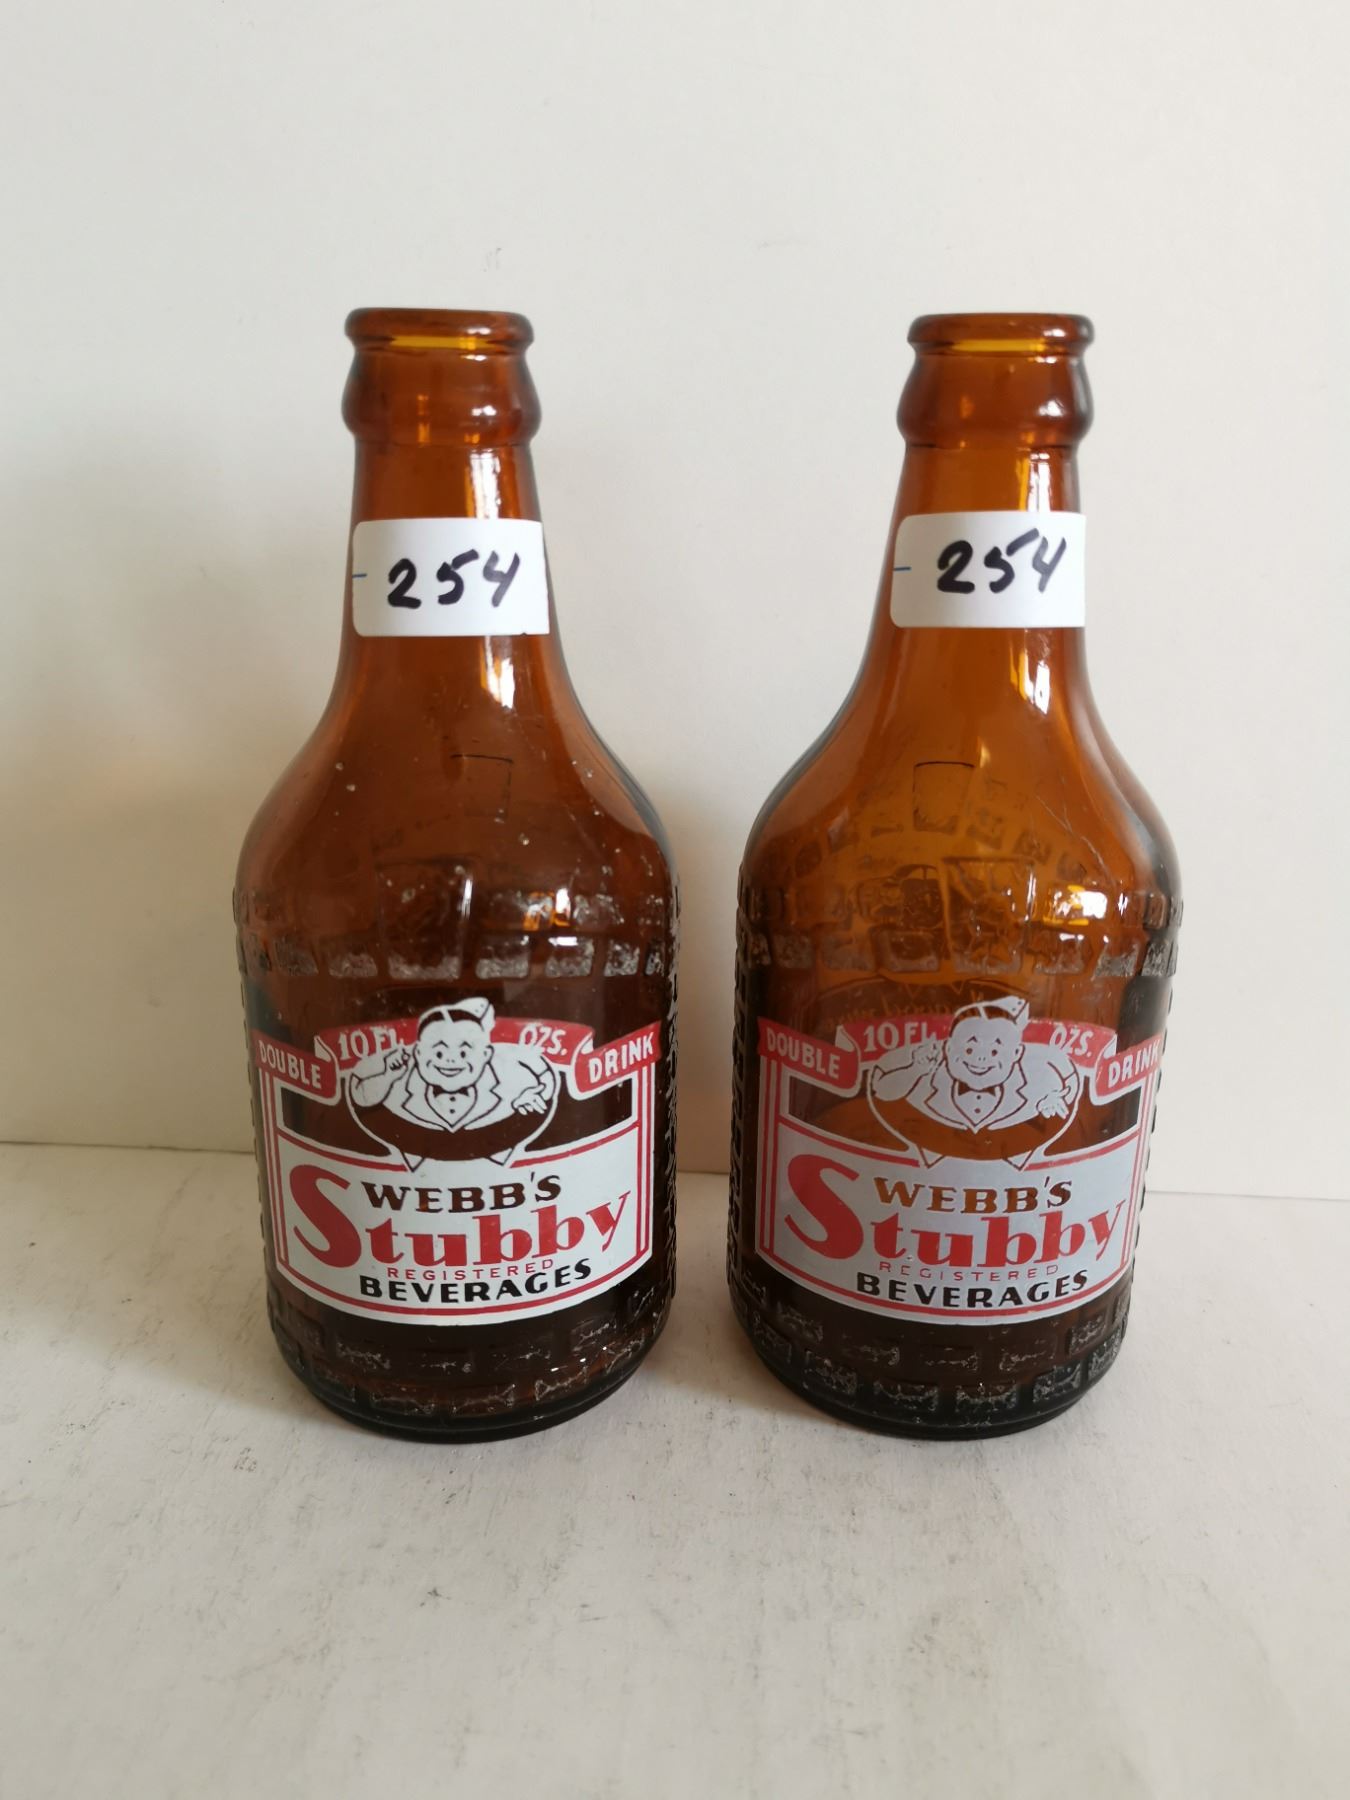 254
DOUBLE 10 FL. OZS. DRINK
WEBB'S
Stubby
REGISTERED
BEVERAGES
254
DOUBLE 10 FL. OZS. DRINK
WEBB'S
Stubby
REGISTERED
BEVERAGES